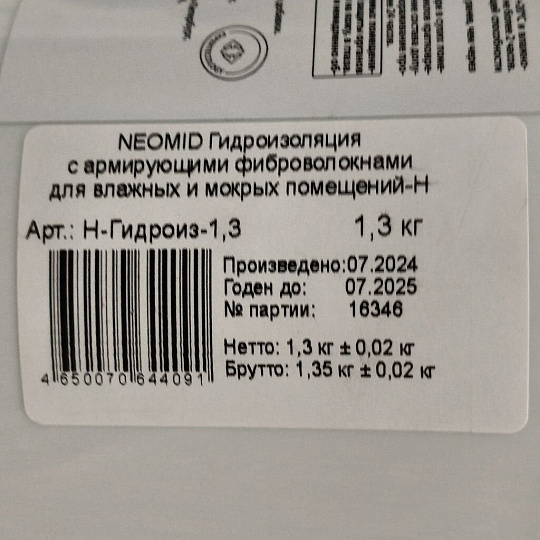 NEOMID Гидроизоляция
с армирующими фиброволокнами
для влажных и мокрых помещений-Н
Арт.: Н-Гидроиз-1,3 1,3 кг
Произведено:07.2024
Годен до: 07.2025
№ партии: 16346
Нетто: 1,3 кг ± 0,02 кг
Брутто: 1,35 кг ± 0,02 кг
4 650070 644091